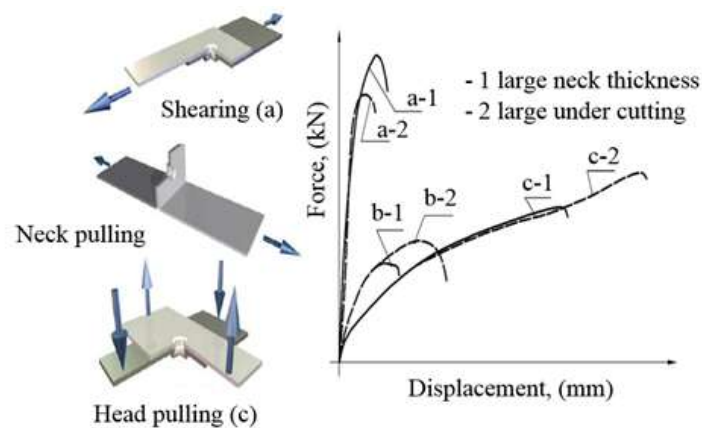 Shearing (a)
Neck pulling
Head pulling (c)
Force, (kN)
Displacement, (mm)
- 1 large neck thickness
- 2 large under cutting
a-1
a-2
b-1
b-2
c-1
c-2